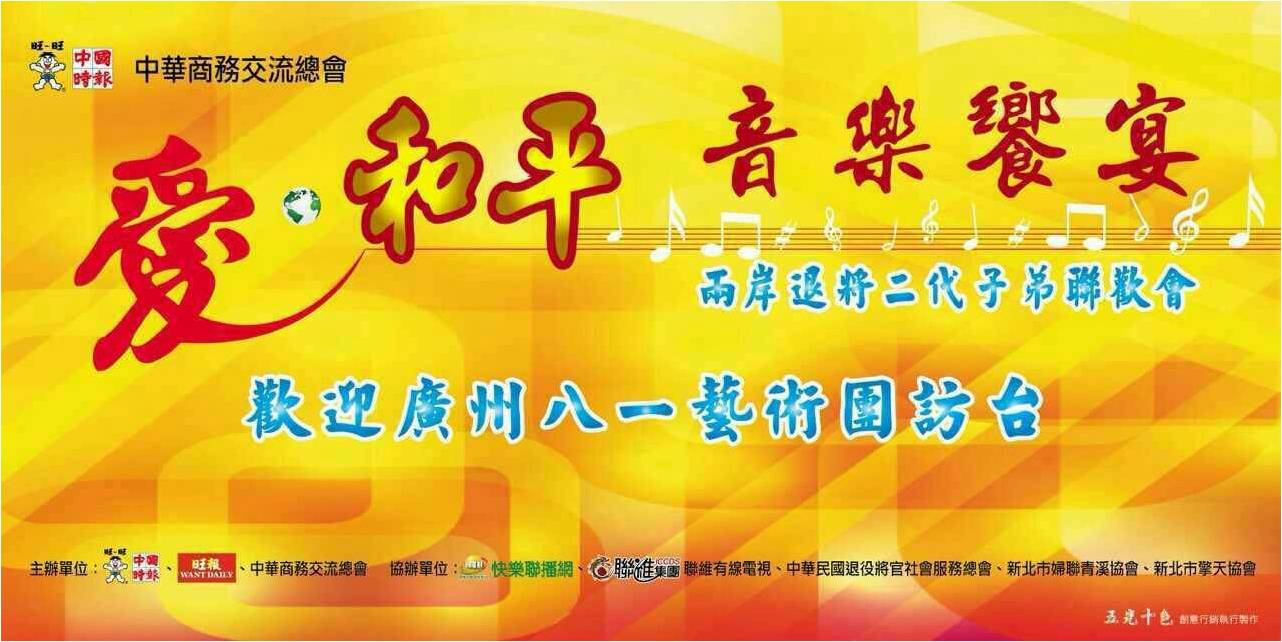 旺-旺
中國時報
中華商務交流總會
愛·和平
音樂饗宴
兩岸退將二代子弟聯歡會
歡迎廣州八一藝術團訪台
主辦單位：旺-旺 中國時報、旺報 WANT DAILY、中華商務交流總會 協辦單位：快樂聯播網、聯維集團 CCDS 聯維有線電視、中華民國退役將官社會服務總會、新北市婦聯青溪協會、新北市擎天協會
五光十色 創意行銷執行製作